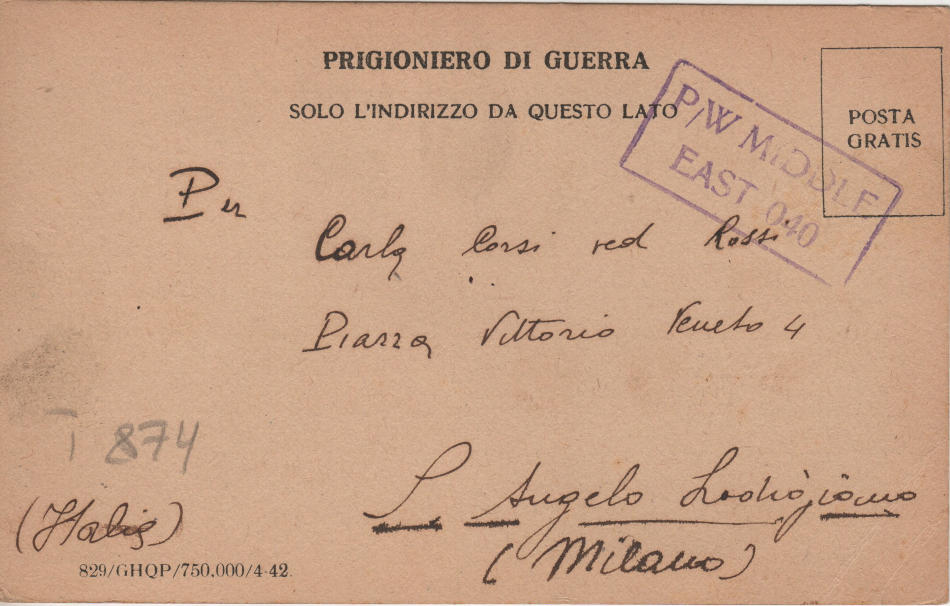 PRIGIONIERO DI GUERRA
SOLO L'INDIRIZZO DA QUESTO LATO
POSTA
GRATIS
P/W MIDDLE
EAST 040
Per
Carla Corsi ved Rossi
Piazza Vittorio Veneto 4
T 874
S Angelo Lodigiano
(Italia)
(Milano)
829/GHQP/750,000/4-42.